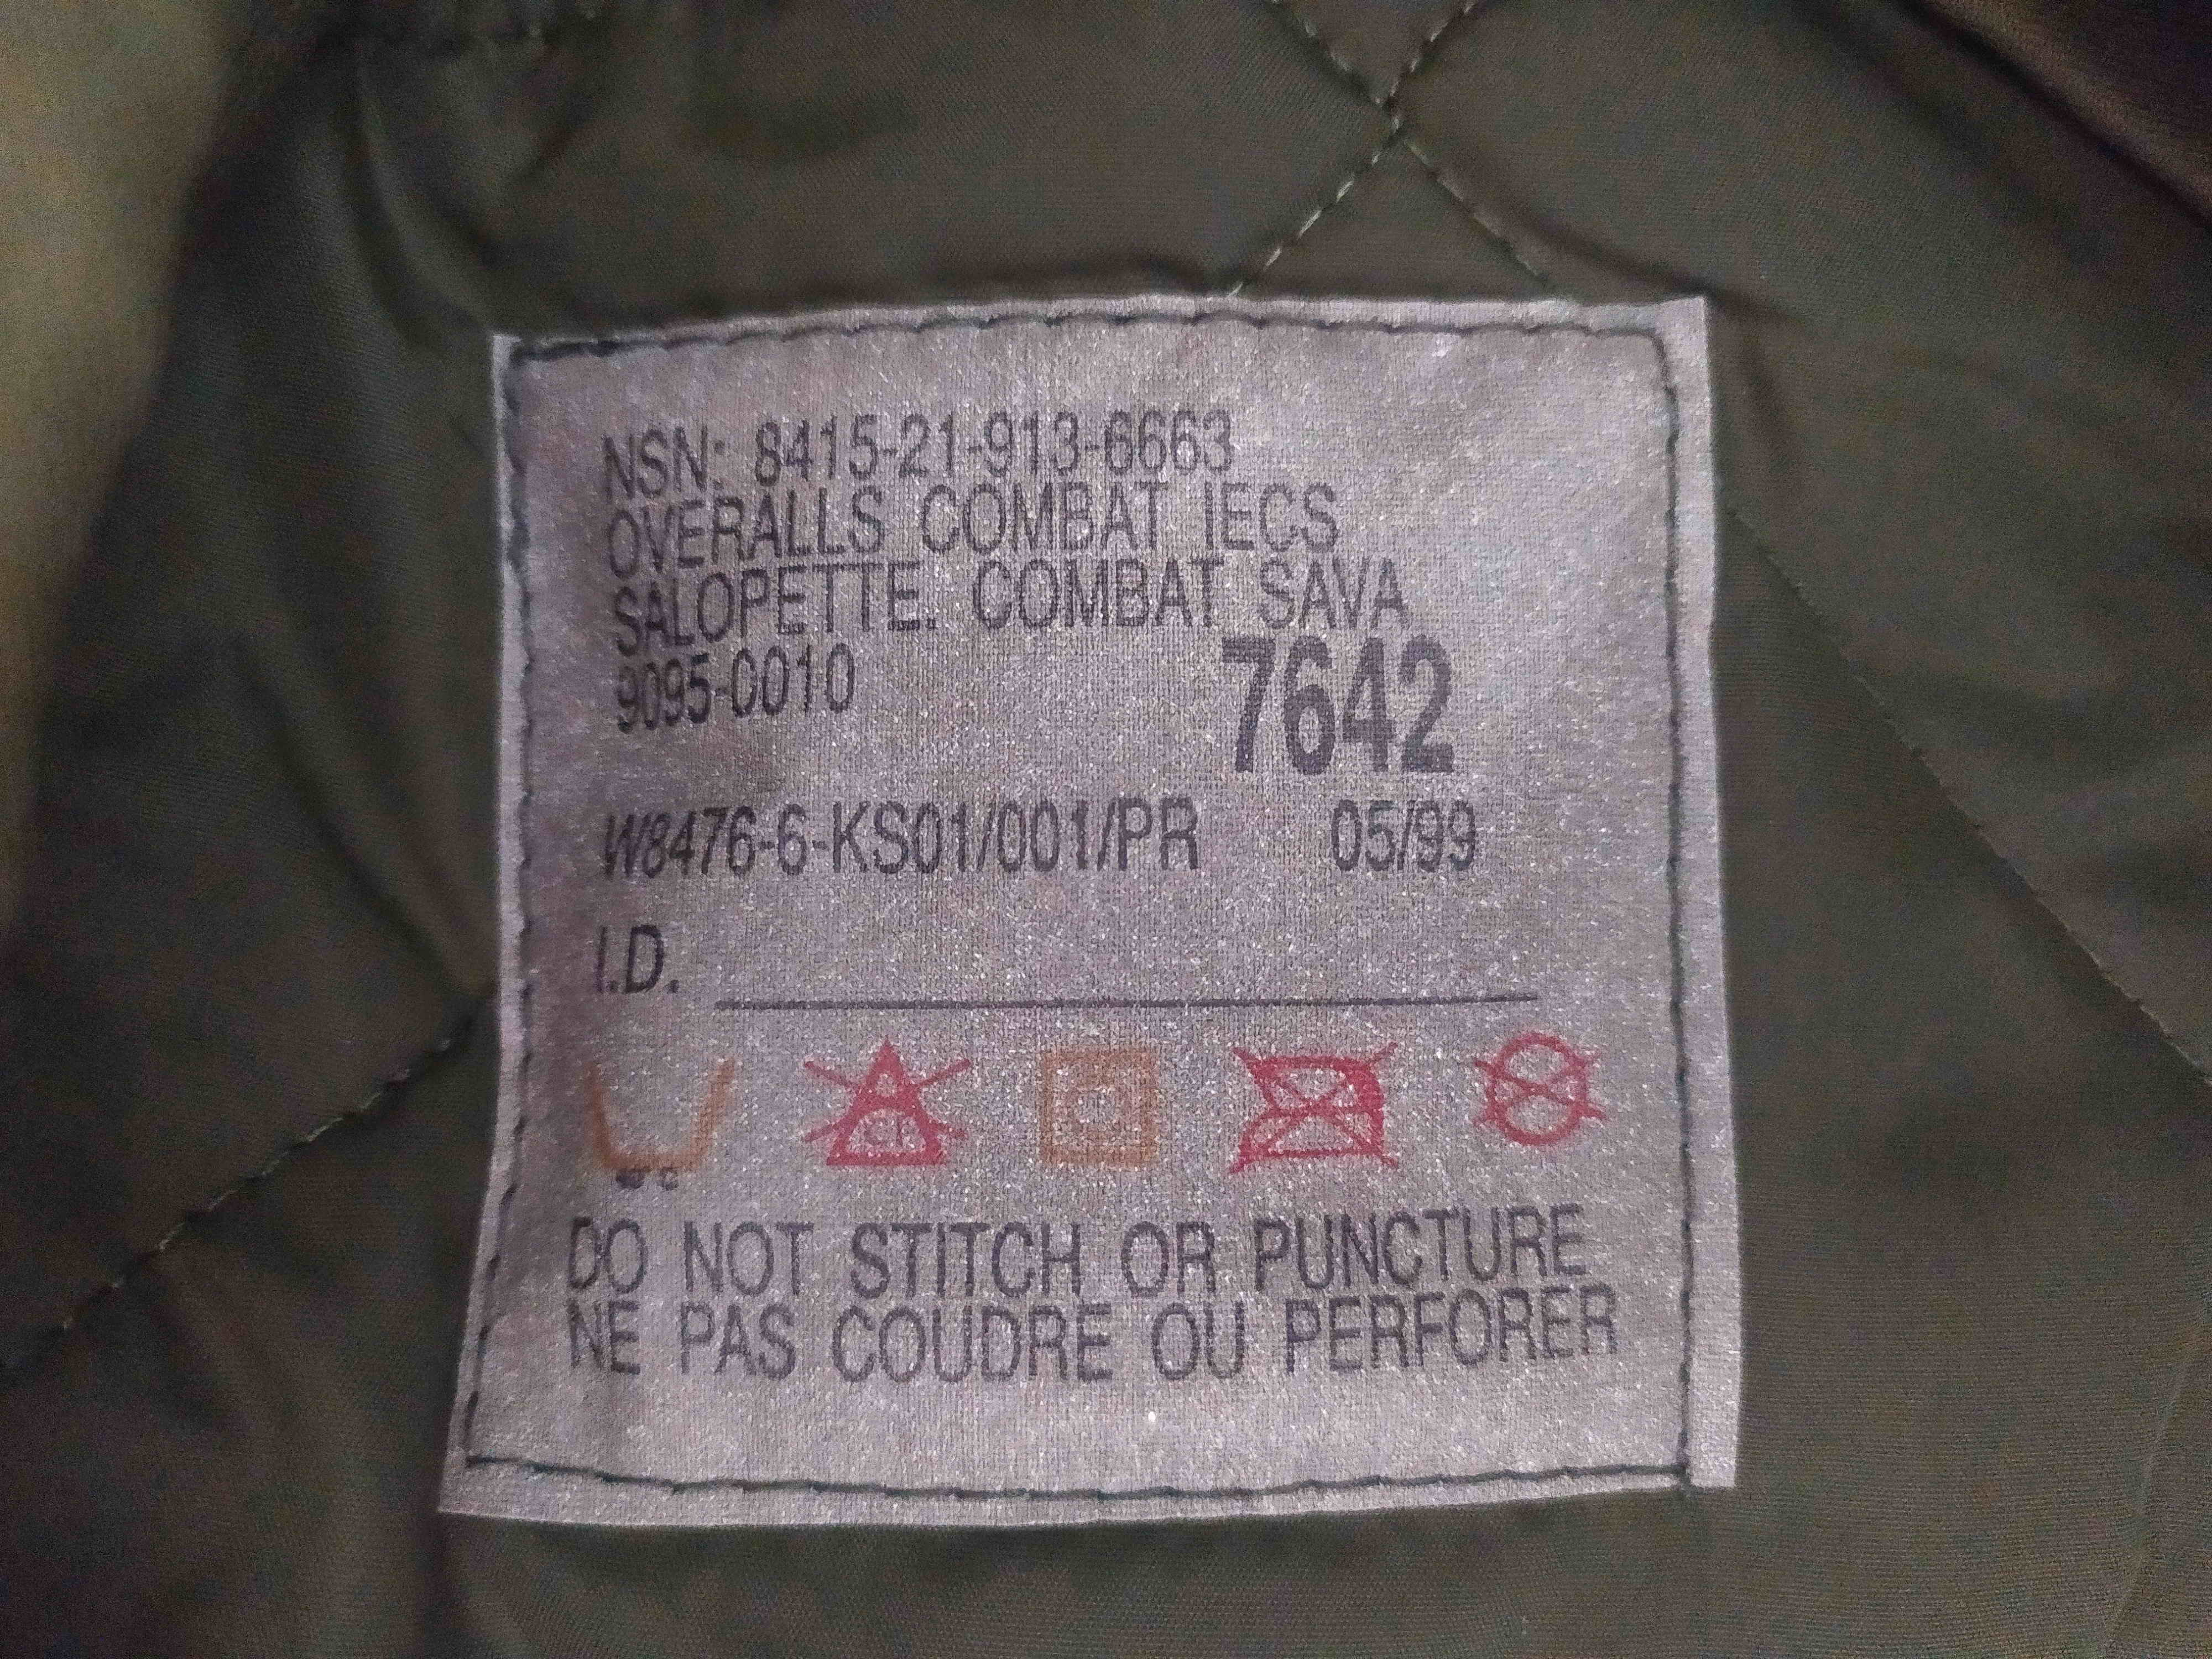 NSN: 8415-21-913-6663
OVERALLS COMBAT IECS
SALOPETTE. COMBAT SAVA
9095-0010 7642
W8476-6-KS01/001/PR 05/99
I.D.
DO NOT STITCH OR PUNCTURE
NE PAS COUDRE OU PERFORER